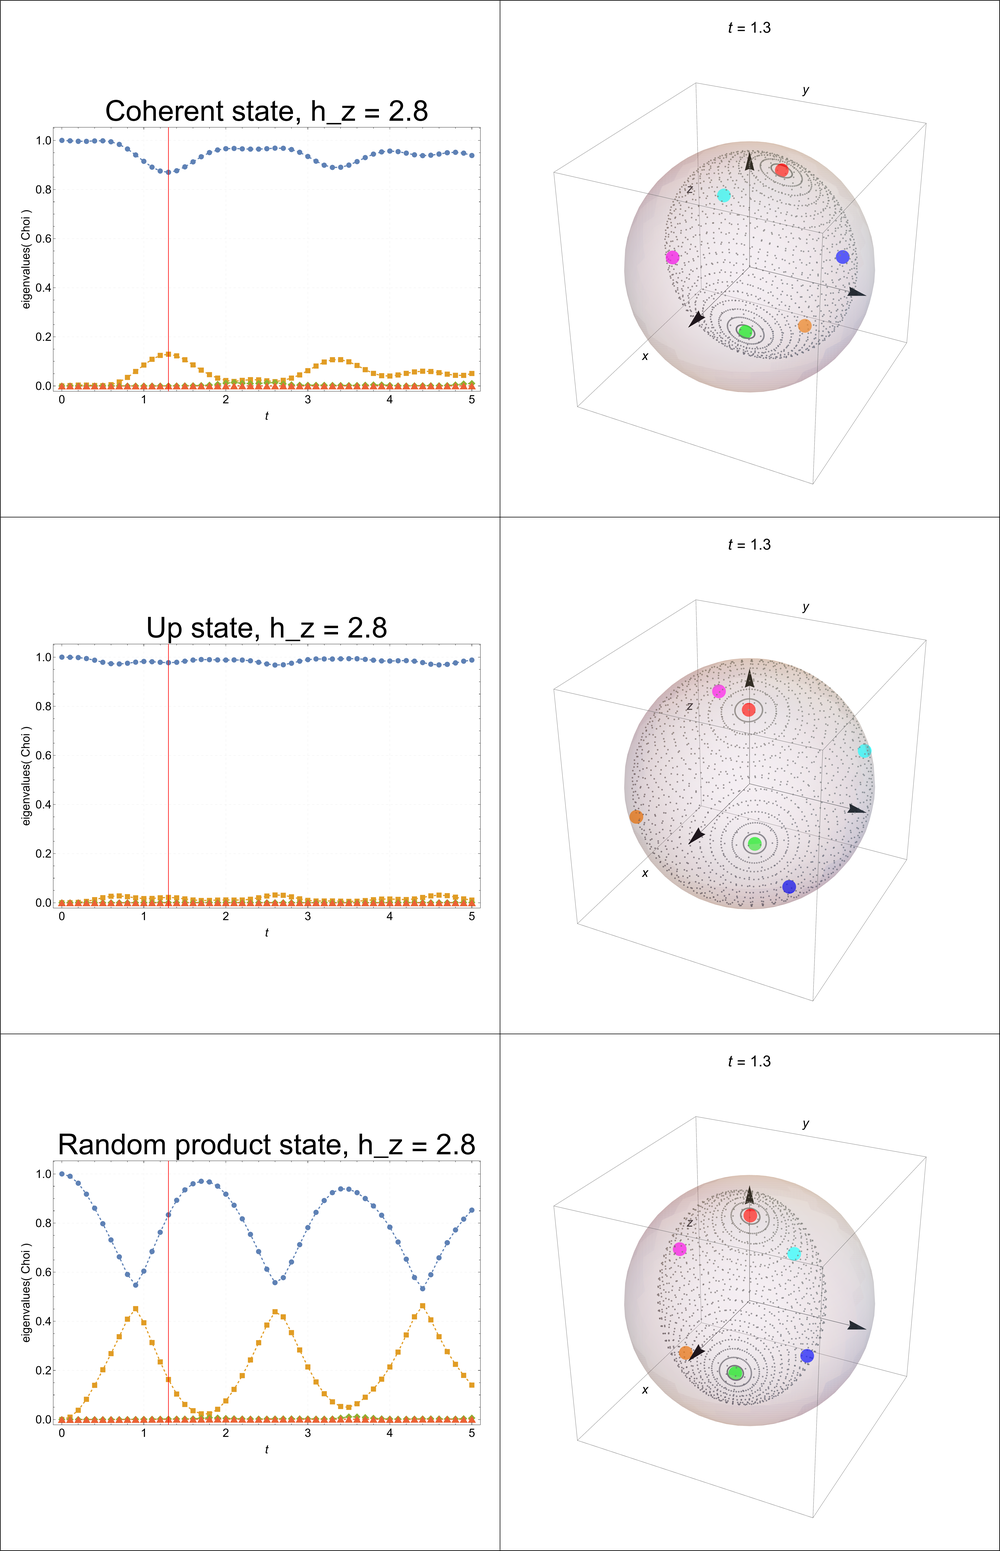 Coherent state, h_z = 2.8
eigenvalues( Choi )
1.0
0.8
0.6
0.4
0.2
0.0
0 1 2 3 4 5
t
t = 1.3
y
z
x
Up state, h_z = 2.8
eigenvalues( Choi )
1.0
0.8
0.6
0.4
0.2
0.0
0 1 2 3 4 5
t
t = 1.3
y
z
x
Random product state, h_z = 2.8
eigenvalues( Choi )
1.0
0.8
0.6
0.4
0.2
0.0
0 1 2 3 4 5
t
t = 1.3
y
z
x